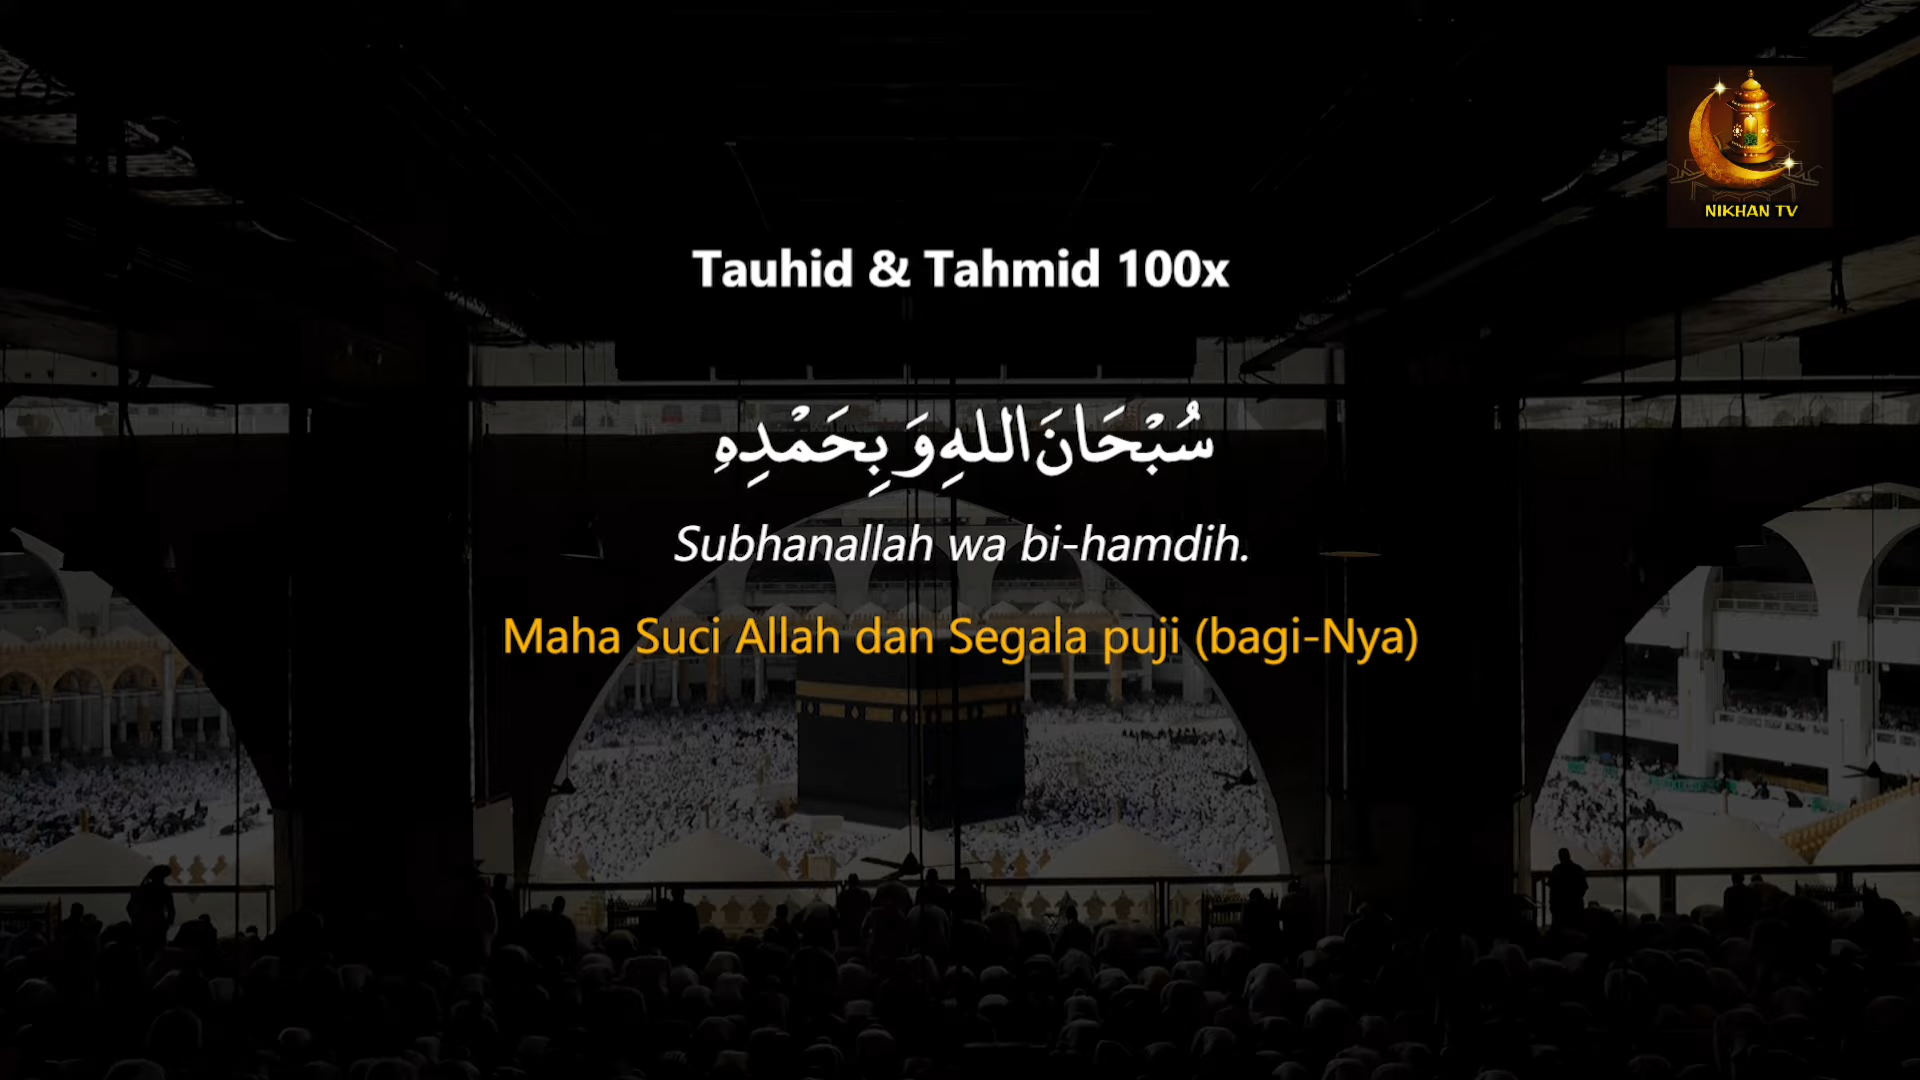 NIKHAN TV
Tauhid & Tahmid 100x
سُبْحَانَ اللهِ وَ بِحَمْدِهِ
Subhanallah wa bi-hamdih.
Maha Suci Allah dan Segala puji (bagi-Nya)